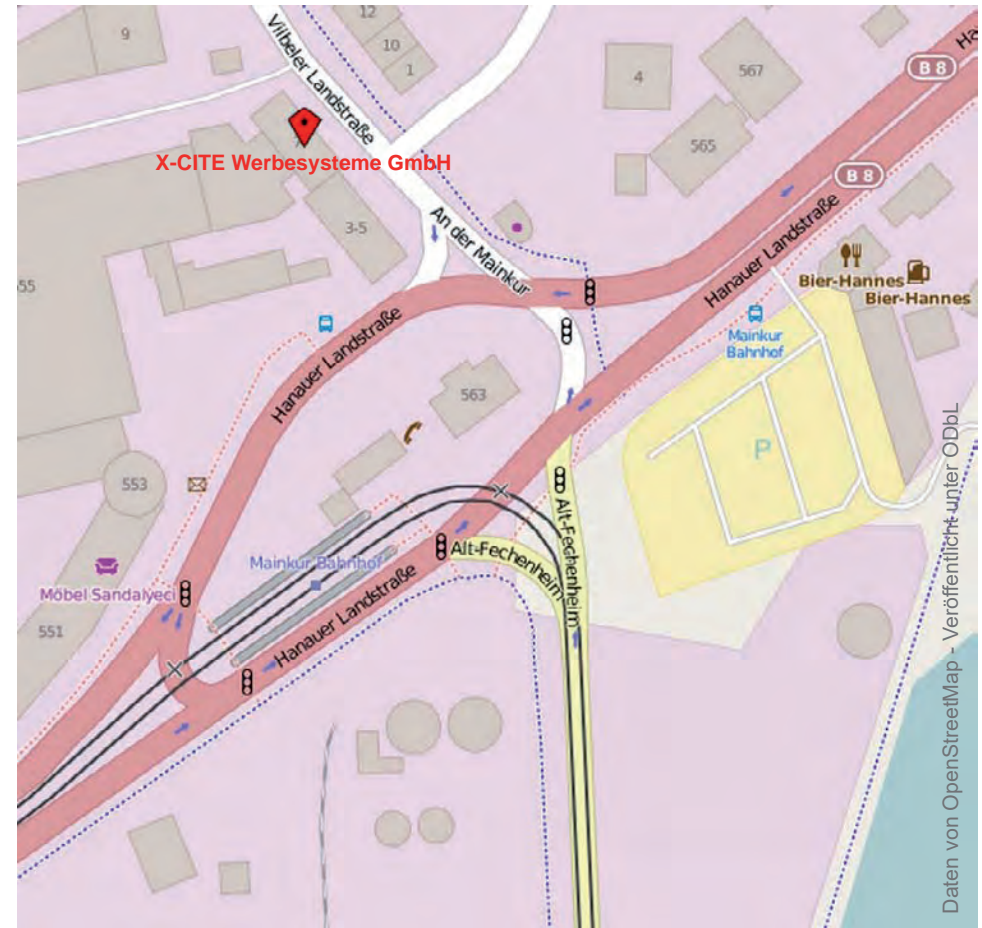 12
9
Vilbeler Landstraße
10
1
Ha
B 8
4
567
X-CITE Werbesysteme GmbH
565
B 8
3-5
An der Mainkur
Hanauer Landstraße
Bier-Hannes
Bier-Hannes
55
Hanauer Landstraße
Mainkur
Bahnhof
563
P
553
Alt-Fechenheim
Alt-Fechenheim
Mainkur Bahnhof
Möbel Sandalyeci
Hanauer Landstraße
551
Daten von OpenStreetMap - Veröffentlicht unter ODbL